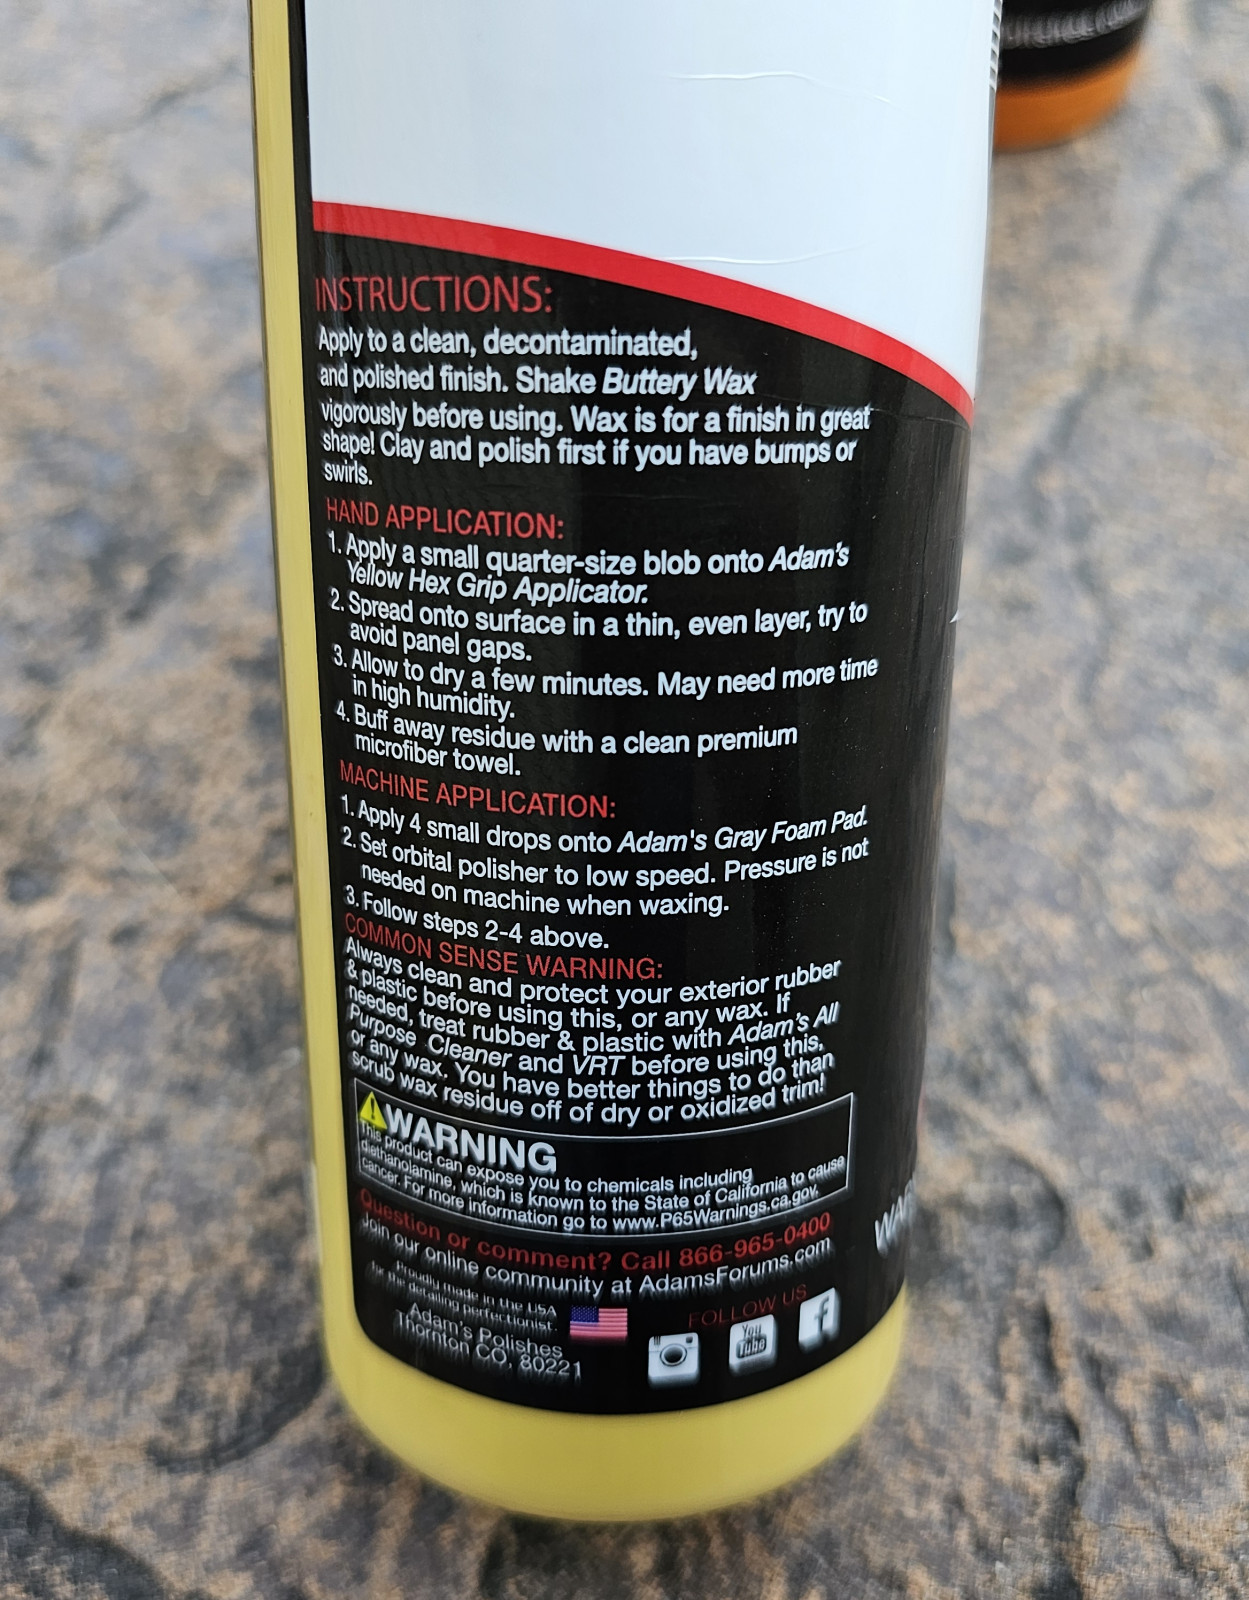 INSTRUCTIONS:
Apply to a clean, decontaminated,
and polished finish. Shake Buttery Wax
vigorously before using. Wax is for a finish in great
shape! Clay and polish first if you have bumps or
swirls.
HAND APPLICATION:
1. Apply a small quarter-size blob onto Adam's
Yellow Hex Grip Applicator.
2. Spread onto surface in a thin, even layer, try to
avoid panel gaps.
3. Allow to dry a few minutes. May need more time
in high humidity.
4. Buff away residue with a clean premium
microfiber towel.
MACHINE APPLICATION:
1. Apply 4 small drops onto Adam's Gray Foam Pad.
2. Set orbital polisher to low speed. Pressure is not
needed on machine when waxing.
3. Follow steps 2-4 above.
COMMON SENSE WARNING:
Always clean and protect your exterior rubber
& plastic before using this, or any wax. If
needed, treat rubber & plastic with Adam's All
Purpose Cleaner and VRT before using this,
or any wax. You have better things to do than
scrub wax residue off of dry or oxidized trim!
WARNING
This product can expose you to chemicals including
diethanolamine, which is known to the State of California to cause
cancer. For more information go to www.P65Warnings.ca.gov.
Question or comment? Call 866-965-0400
Join our online community at AdamsForums.com
Proudly made in the USA
for the detailing perfectionist.
Adam's Polishes
Thornton CO, 80221
FOLLOW US
You
Tube
f